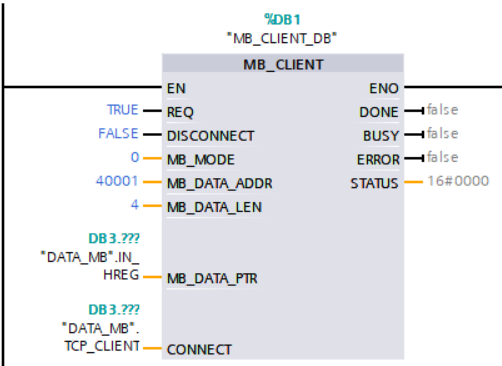 %DB1
"MB_CLIENT_DB"
MB_CLIENT
EN ENO
TRUE REQ DONE false
FALSE DISCONNECT BUSY false
0 MB_MODE ERROR false
40001 MB_DATA_ADDR STATUS 16#0000
4 MB_DATA_LEN
DB3.???
"DATA_MB".IN_
HREG MB_DATA_PTR
DB3.???
"DATA_MB".
TCP_CLIENT CONNECT